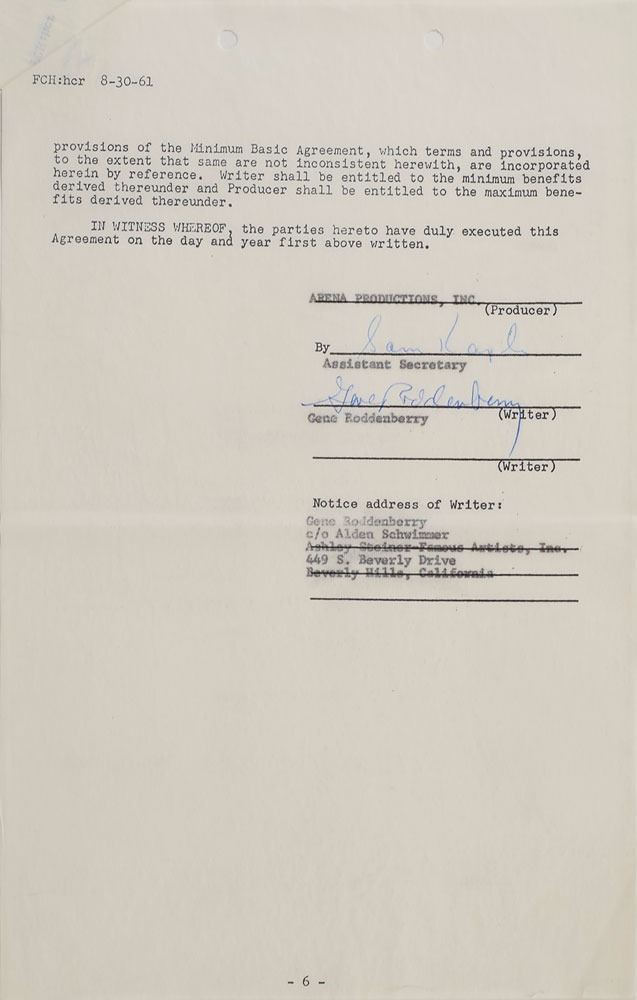 FCH:hcr 8-30-61
provisions of the Minimum Basic Agreement, which terms and provisions,
to the extent that same are not inconsistent herewith, are incorporated
herein by reference. Writer shall be entitled to the minimum benefits
derived thereunder and Producer shall be entitled to the maximum bene-
fits derived thereunder.
IN WITNESS WHEREOF, the parties hereto have duly executed this
Agreement on the day and year first above written.
ARENA PRODUCTIONS, INC.
(Producer)
By Sam
Assistant Secretary
Gene Roddenberry
Gene Roddenberry (Writer)
(Writer)
Notice address of Writer:
Gene Roddenberry
c/o Alden Schwimmer
Ashley Steiner-Famous Artists, Inc.
449 S. Beverly Drive
Beverly Hills, California
- 6 -